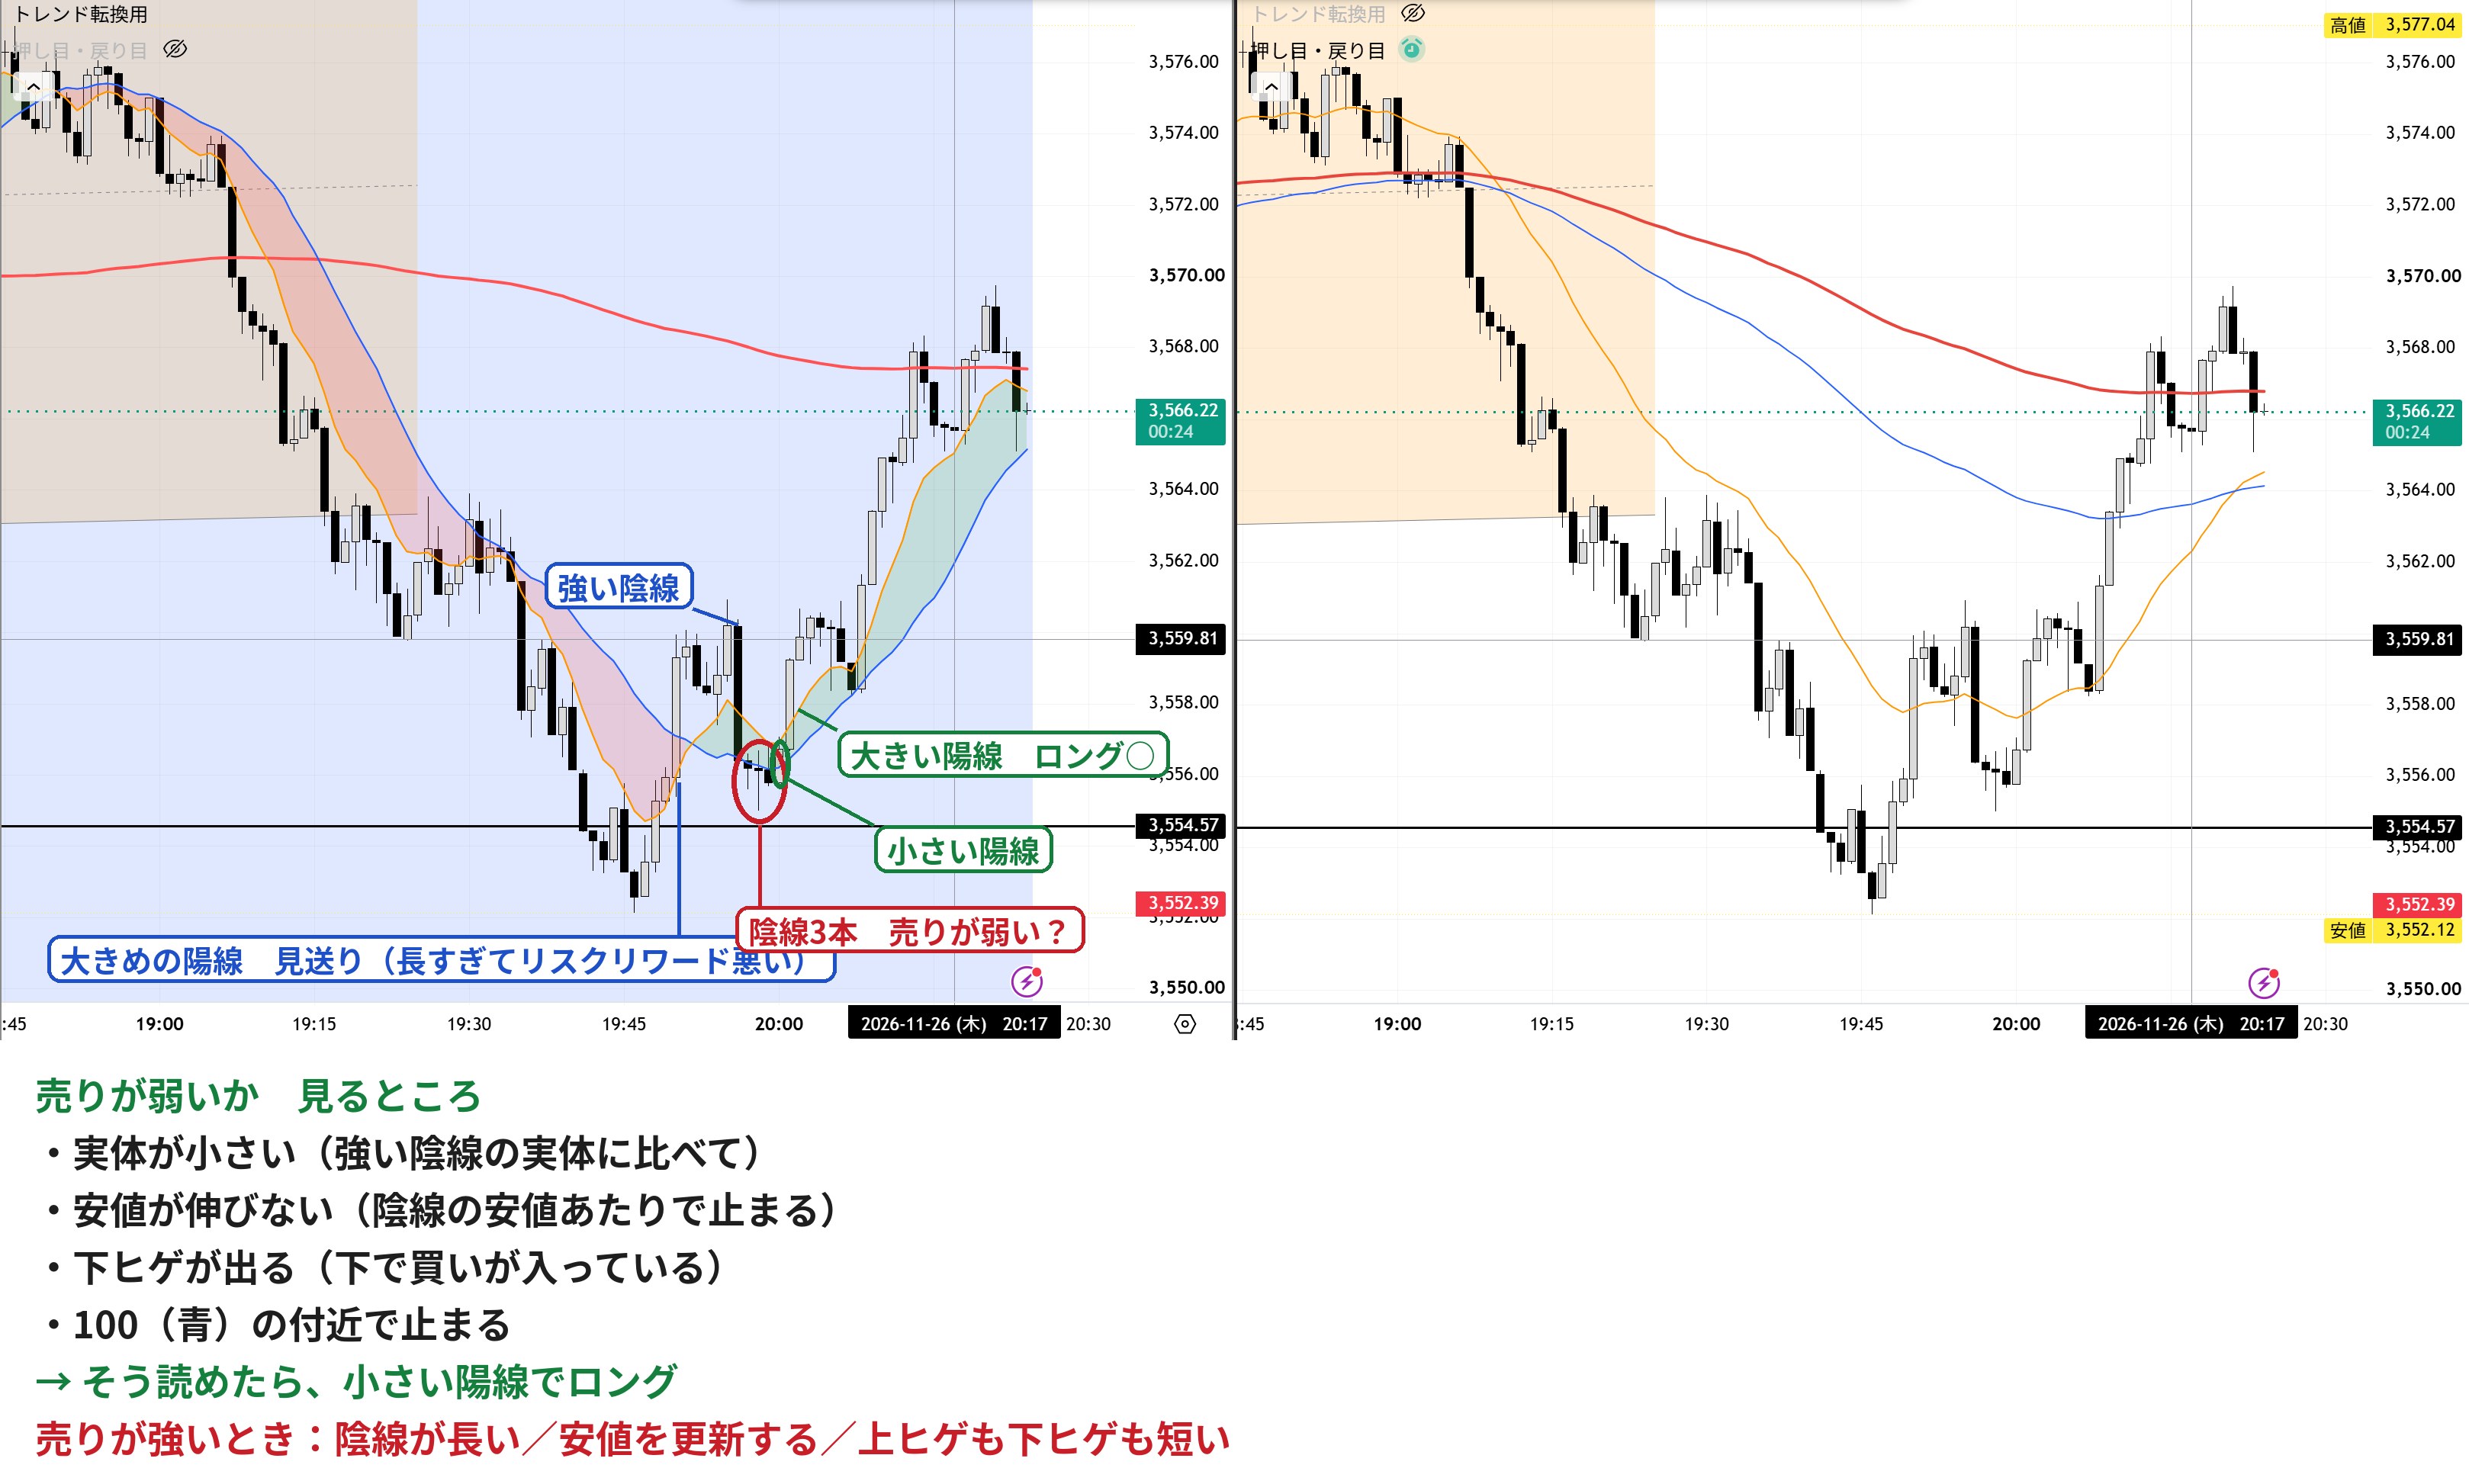 トレンド転換用
押し目・戻り目
3,576.00
3,574.00
3,572.00
3,570.00
3,568.00
3,566.22
00:24
3,564.00
3,562.00
3,559.81
3,558.00
3,556.00
3,554.57
3,554.00
3,552.39
3,552.00
3,550.00
強い陰線
大きい陽線 ロング○
小さい陽線
陰線3本 売りが弱い？
大きめの陽線 見送り（長すぎてリスクリワード悪い）
:45
19:00
19:15
19:30
19:45
20:00
2026-11-26 (木) 20:17
20:30
トレンド転換用
押し目・戻り目
高値 3,577.04
3,576.00
3,574.00
3,572.00
3,570.00
3,568.00
3,566.22
00:24
3,564.00
3,562.00
3,559.81
3,558.00
3,556.00
3,554.57
3,554.00
3,552.39
安値 3,552.12
3,550.00
:45
19:00
19:15
19:30
19:45
20:00
2026-11-26 (木) 20:17
20:30
売りが弱いか 見るところ
・実体が小さい（強い陰線の実体に比べて）
・安値が伸びない（陰線の安値あたりで止まる）
・下ヒゲが出る（下で買いが入っている）
・100（青）の付近で止まる
→ そう読めたら、小さい陽線でロング
売りが強いとき：陰線が長い／安値を更新する／上ヒゲも下ヒゲも短い